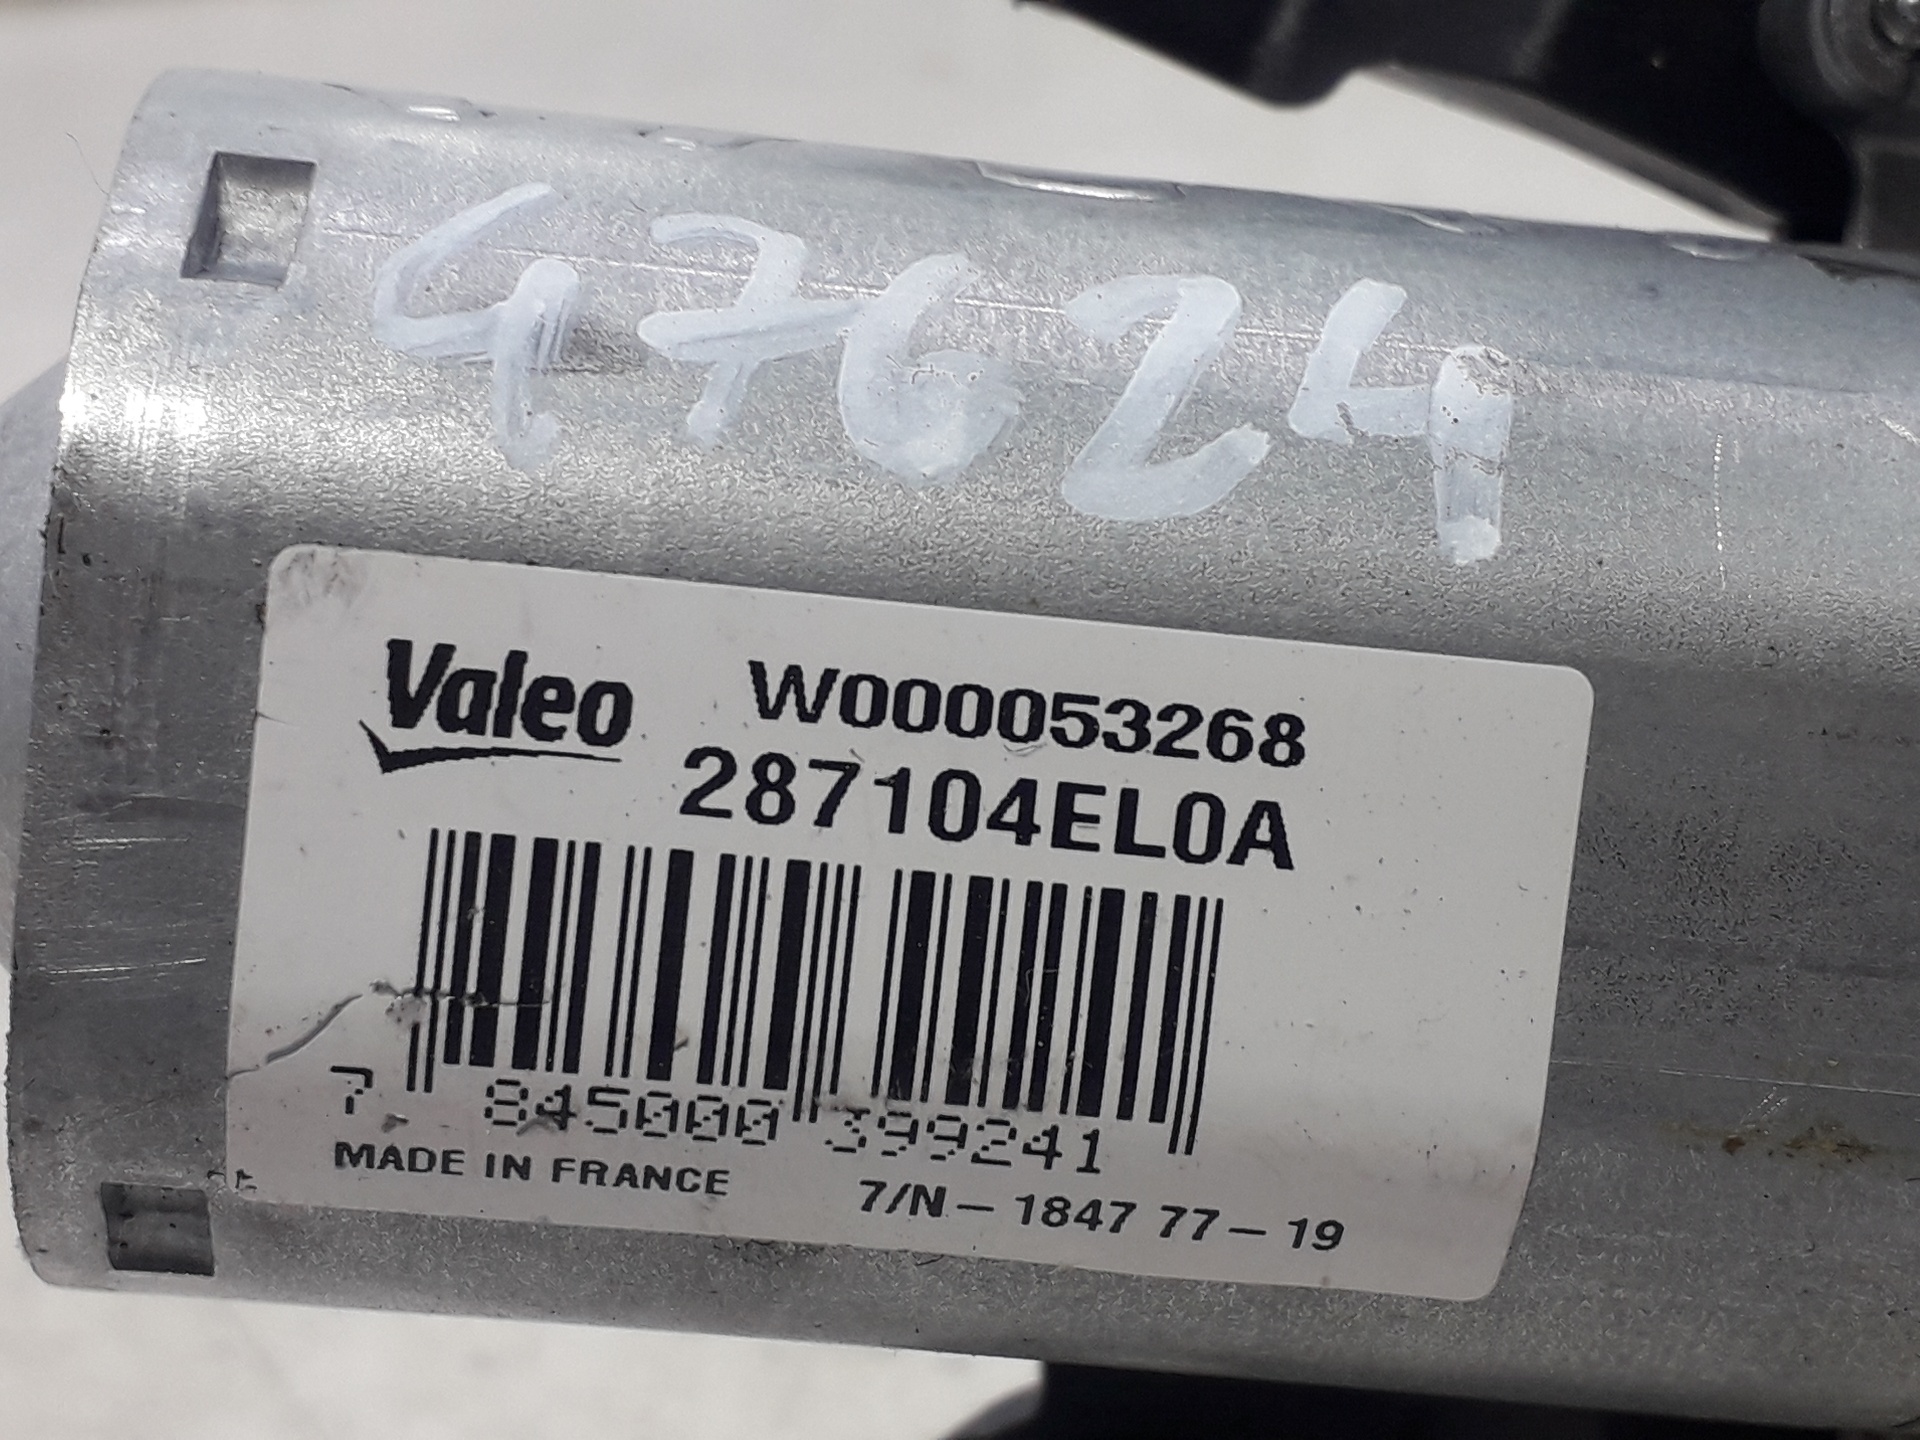 47624
Valeo W000053268
287104EL0A
7 845000 399241
MADE IN FRANCE 7/N-1847 77-19